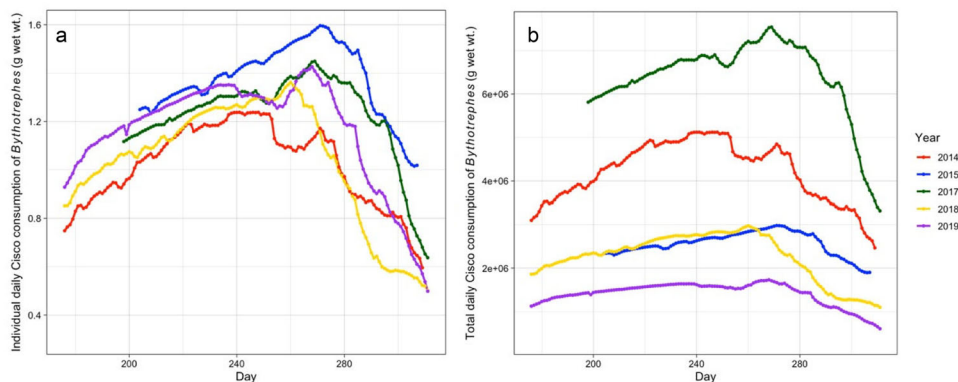 a
Individual daily Cisco consumption of Bythotrephes (g wet wt.)
1.6
1.2
0.8
0.4
200
240
280
Day
b
Total daily Cisco consumption of Bythotrephes (g wet wt.)
6e+06
4e+06
2e+06
200
240
280
Day
Year
2014
2015
2017
2018
2019